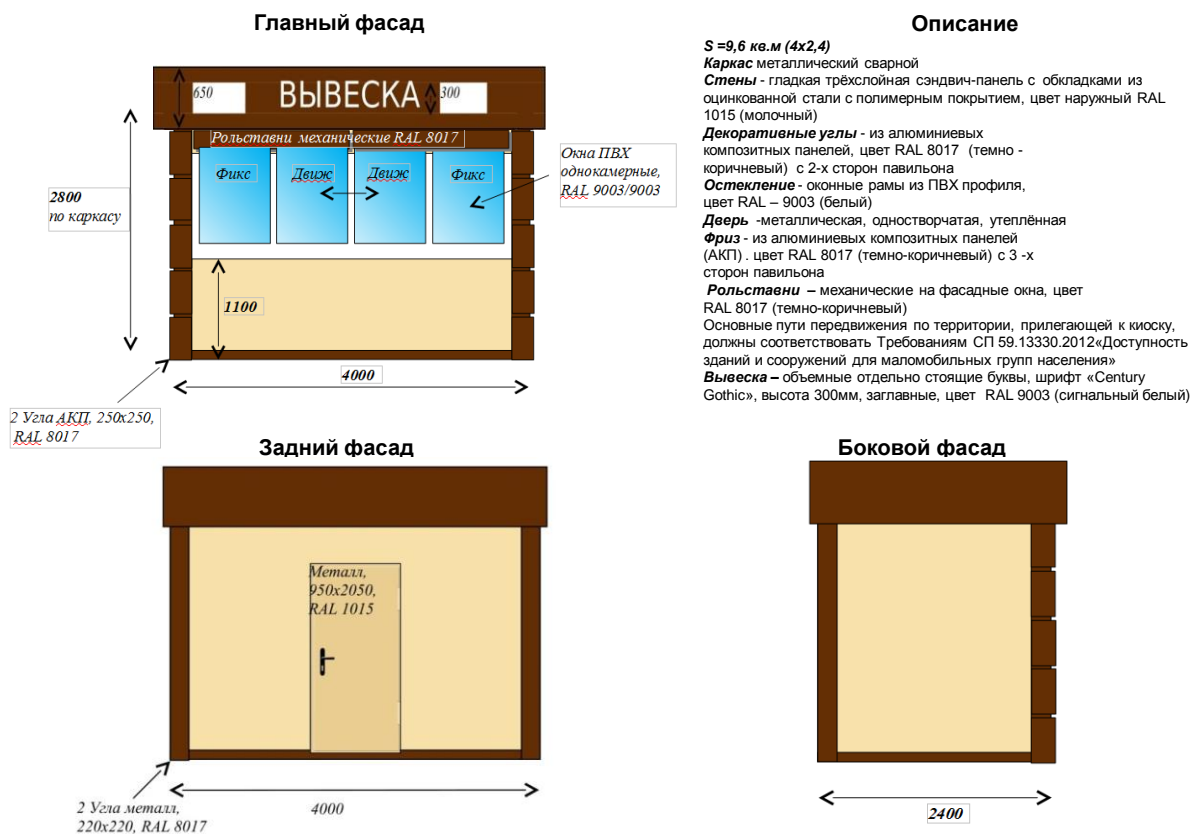 Главный фасад
650
ВЫВЕСКА
300
Рольставни механические RAL 8017
Фикс
Движ
Движ
Фикс
Окна ПВХ
однокамерные,
RAL 9003/9003
2800
по каркасу
1100
4000
2 Угла АКП, 250х250,
RAL 8017
Описание
S =9,6 кв.м (4х2,4)
Каркас металлический сварной
Стены - гладкая трёхслойная сэндвич-панель с обкладками из
оцинкованной стали с полимерным покрытием, цвет наружный RAL
1015 (молочный)
Декоративные углы - из алюминиевых
композитных панелей, цвет RAL 8017 (темно -
коричневый) с 2-х сторон павильона
Остекление - оконные рамы из ПВХ профиля,
цвет RAL – 9003 (белый)
Дверь -металлическая, одностворчатая, утеплённая
Фриз - из алюминиевых композитных панелей
(АКП) . цвет RAL 8017 (темно-коричневый) с 3 -х
сторон павильона
Рольставни – механические на фасадные окна, цвет
RAL 8017 (темно-коричневый)
Основные пути передвижения по территории, прилегающей к киоску,
должны соответствовать Требованиям СП 59.13330.2012«Доступность
зданий и сооружений для маломобильных групп населения»
Вывеска – объемные отдельно стоящие буквы, шрифт «Century
Gothic», высота 300мм, заглавные, цвет RAL 9003 (сигнальный белый)
Задний фасад
Металл,
950х2050,
RAL 1015
4000
2 Угла металл,
220х220, RAL 8017
Боковой фасад
2400